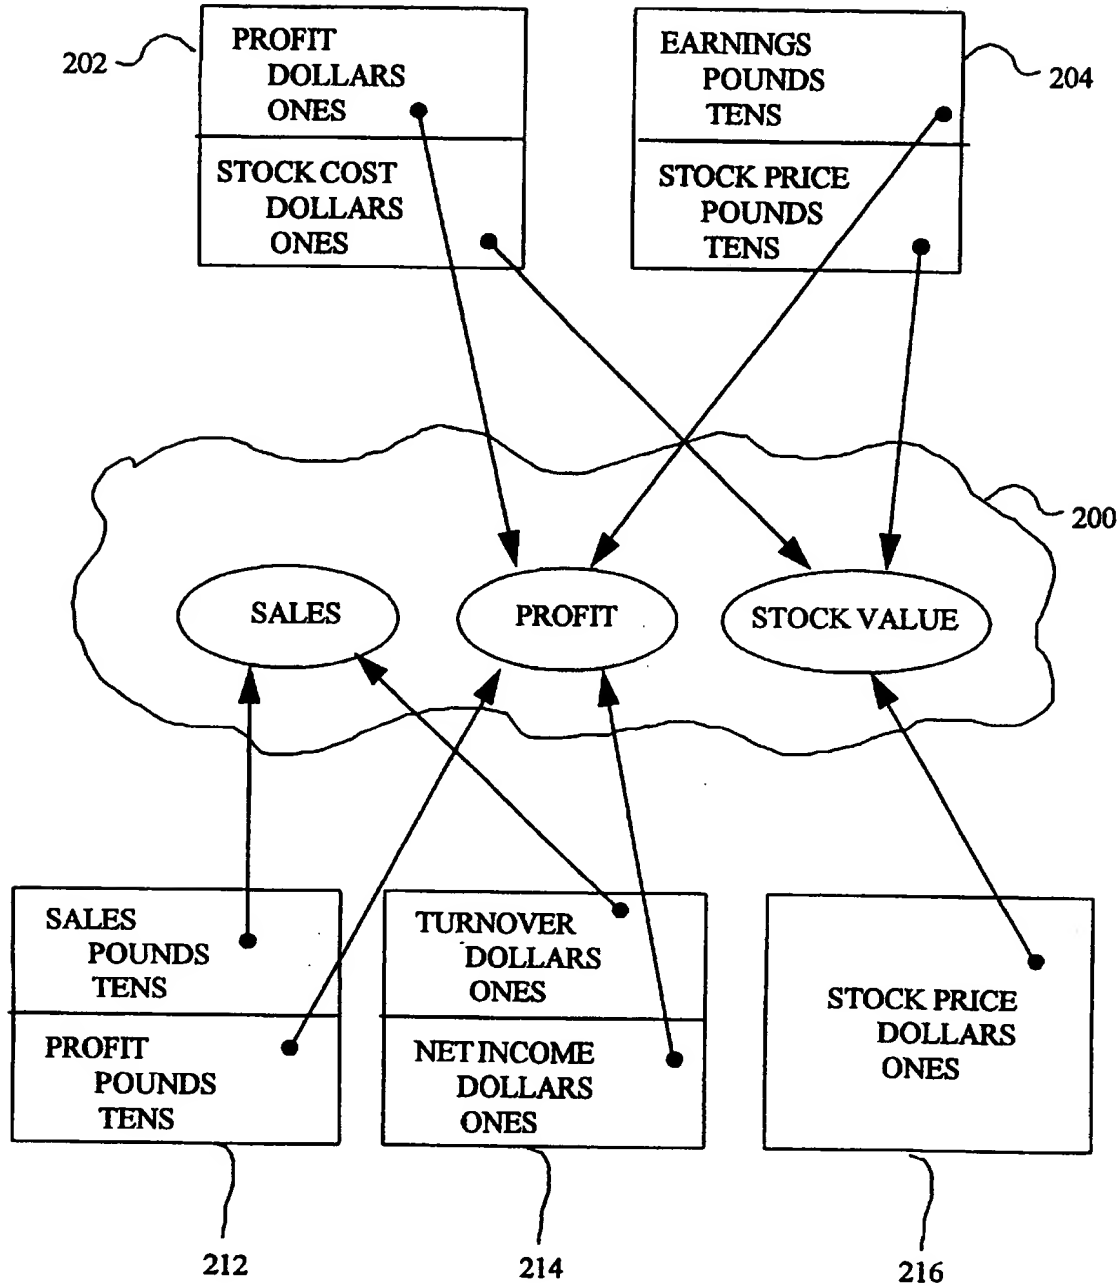 PROFIT
DOLLARS
ONES
STOCK COST
DOLLARS
ONES
202
EARNINGS
POUNDS
TENS
STOCK PRICE
POUNDS
TENS
204
200
SALES
PROFIT
STOCK VALUE
SALES
POUNDS
TENS
PROFIT
POUNDS
TENS
TURNOVER
DOLLARS
ONES
NET INCOME
DOLLARS
ONES
STOCK PRICE
DOLLARS
ONES
212
214
216